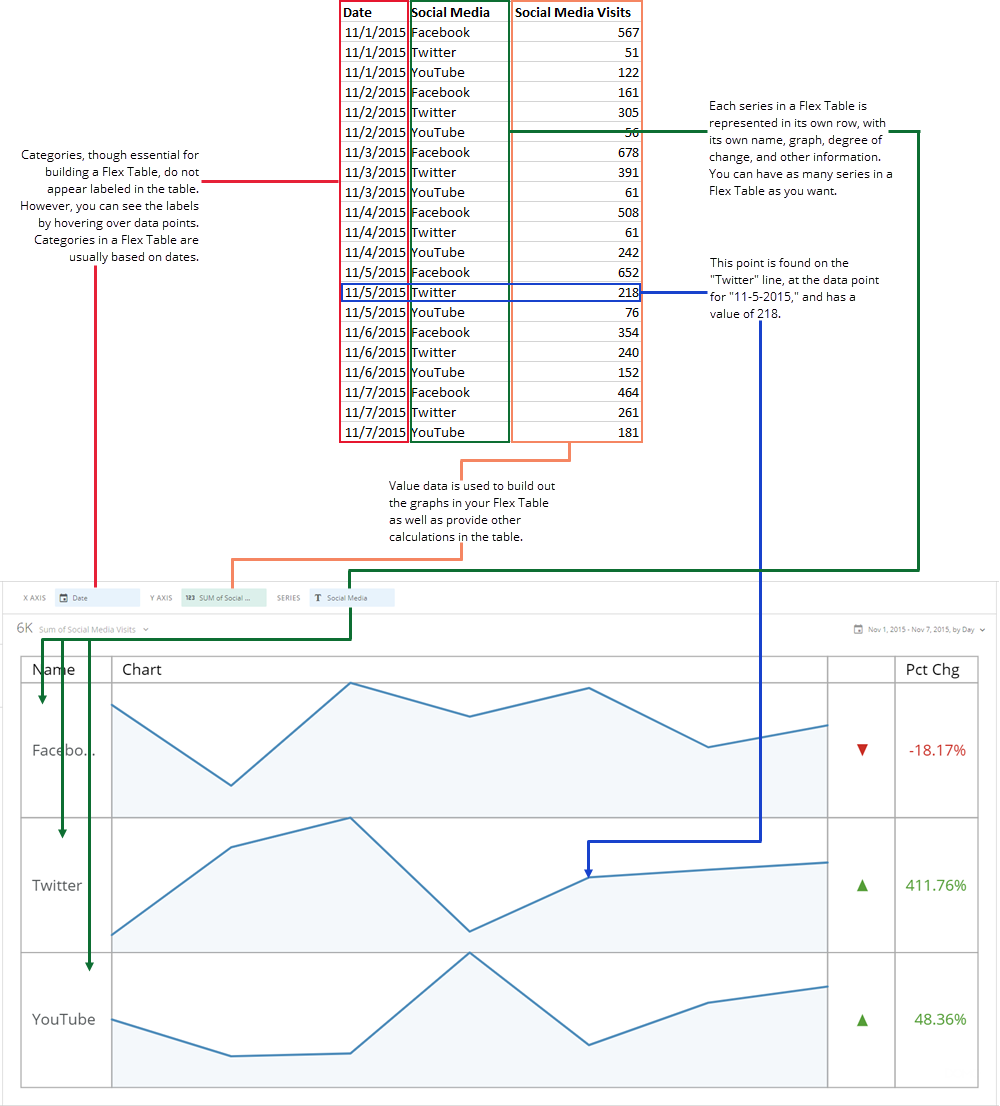 Date Social Media Social Media Visits
11/1/2015 Facebook 567
11/1/2015 Twitter 51
11/1/2015 YouTube 122
11/2/2015 Facebook 161
11/2/2015 Twitter 305
11/2/2015 YouTube 56
11/3/2015 Facebook 678
11/3/2015 Twitter 391
11/3/2015 YouTube 61
11/4/2015 Facebook 508
11/4/2015 Twitter 61
11/4/2015 YouTube 242
11/5/2015 Facebook 652
11/5/2015 Twitter 218
11/5/2015 YouTube 76
11/6/2015 Facebook 354
11/6/2015 Twitter 240
11/6/2015 YouTube 152
11/7/2015 Facebook 464
11/7/2015 Twitter 261
11/7/2015 YouTube 181
Categories, though essential for
building a Flex Table, do not
appear labeled in the table.
However, you can see the labels
by hovering over data points.
Categories in a Flex Table are
usually based on dates.
Each series in a Flex Table is
represented in its own row, with
its own name, graph, degree of
change, and other information.
You can have as many series in a
Flex Table as you want.
This point is found on the
"Twitter" line, at the data point
for "11-5-2015," and has a
value of 218.
Value data is used to build out
the graphs in your Flex Table
as well as provide other
calculations in the table.
X AXIS Date Y AXIS 123 SUM of Social ... SERIES T Social Media
6K Sum of Social Media Visits Nov 1, 2015 - Nov 7, 2015, by Day
Name Chart Pct Chg
Facebo... -18.17%
Twitter 411.76%
YouTube 48.36%